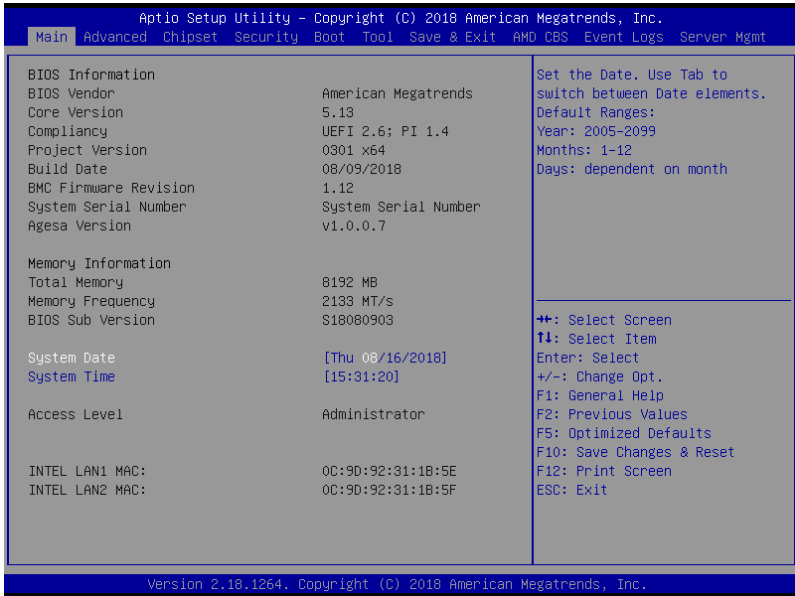 Aptio Setup Utility – Copyright (C) 2018 American Megatrends, Inc.
Main Advanced Chipset Security Boot Tool Save & Exit AMD CBS Event Logs Server Mgmt
BIOS Information
BIOS Vendor American Megatrends
Core Version 5.13
Compliancy UEFI 2.6; PI 1.4
Project Version 0301 x64
Build Date 08/09/2018
BMC Firmware Revision 1.12
System Serial Number System Serial Number
Agesa Version v1.0.0.7
Memory Information
Total Memory 8192 MB
Memory Frequency 2133 MT/s
BIOS Sub Version S18080903
System Date [Thu 08/16/2018]
System Time [15:31:20]
Access Level Administrator
INTEL LAN1 MAC: 0C:9D:92:31:1B:5E
INTEL LAN2 MAC: 0C:9D:92:31:1B:5F
Set the Date. Use Tab to
switch between Date elements.
Default Ranges:
Year: 2005-2099
Months: 1-12
Days: dependent on month
→←: Select Screen
↑↓: Select Item
Enter: Select
+/-: Change Opt.
F1: General Help
F2: Previous Values
F5: Optimized Defaults
F10: Save Changes & Reset
F12: Print Screen
ESC: Exit
Version 2.18.1264. Copyright (C) 2018 American Megatrends, Inc.